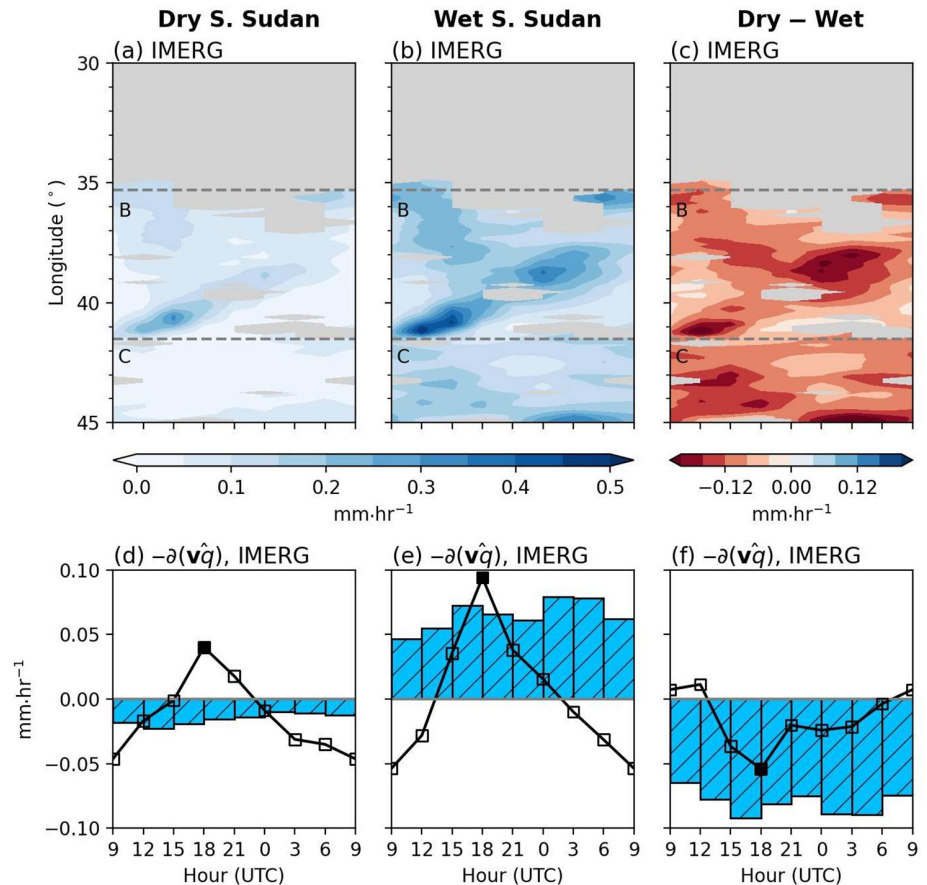 Dry S. Sudan Wet S. Sudan Dry − Wet
(a) IMERG (b) IMERG (c) IMERG
30
35
40
45
Longitude (°)
B B B
C C C
0.0 0.1 0.2 0.3 0.4 0.5
mm·hr⁻¹
−0.12 0.00 0.12
mm·hr⁻¹
(d) −∂(vq̂), IMERG (e) −∂(vq̂), IMERG (f) −∂(vq̂), IMERG
0.10
0.05
0.00
−0.05
−0.10
mm·hr⁻¹
9 12 15 18 21 0 3 6 9 9 12 15 18 21 0 3 6 9 9 12 15 18 21 0 3 6 9
Hour (UTC) Hour (UTC) Hour (UTC)